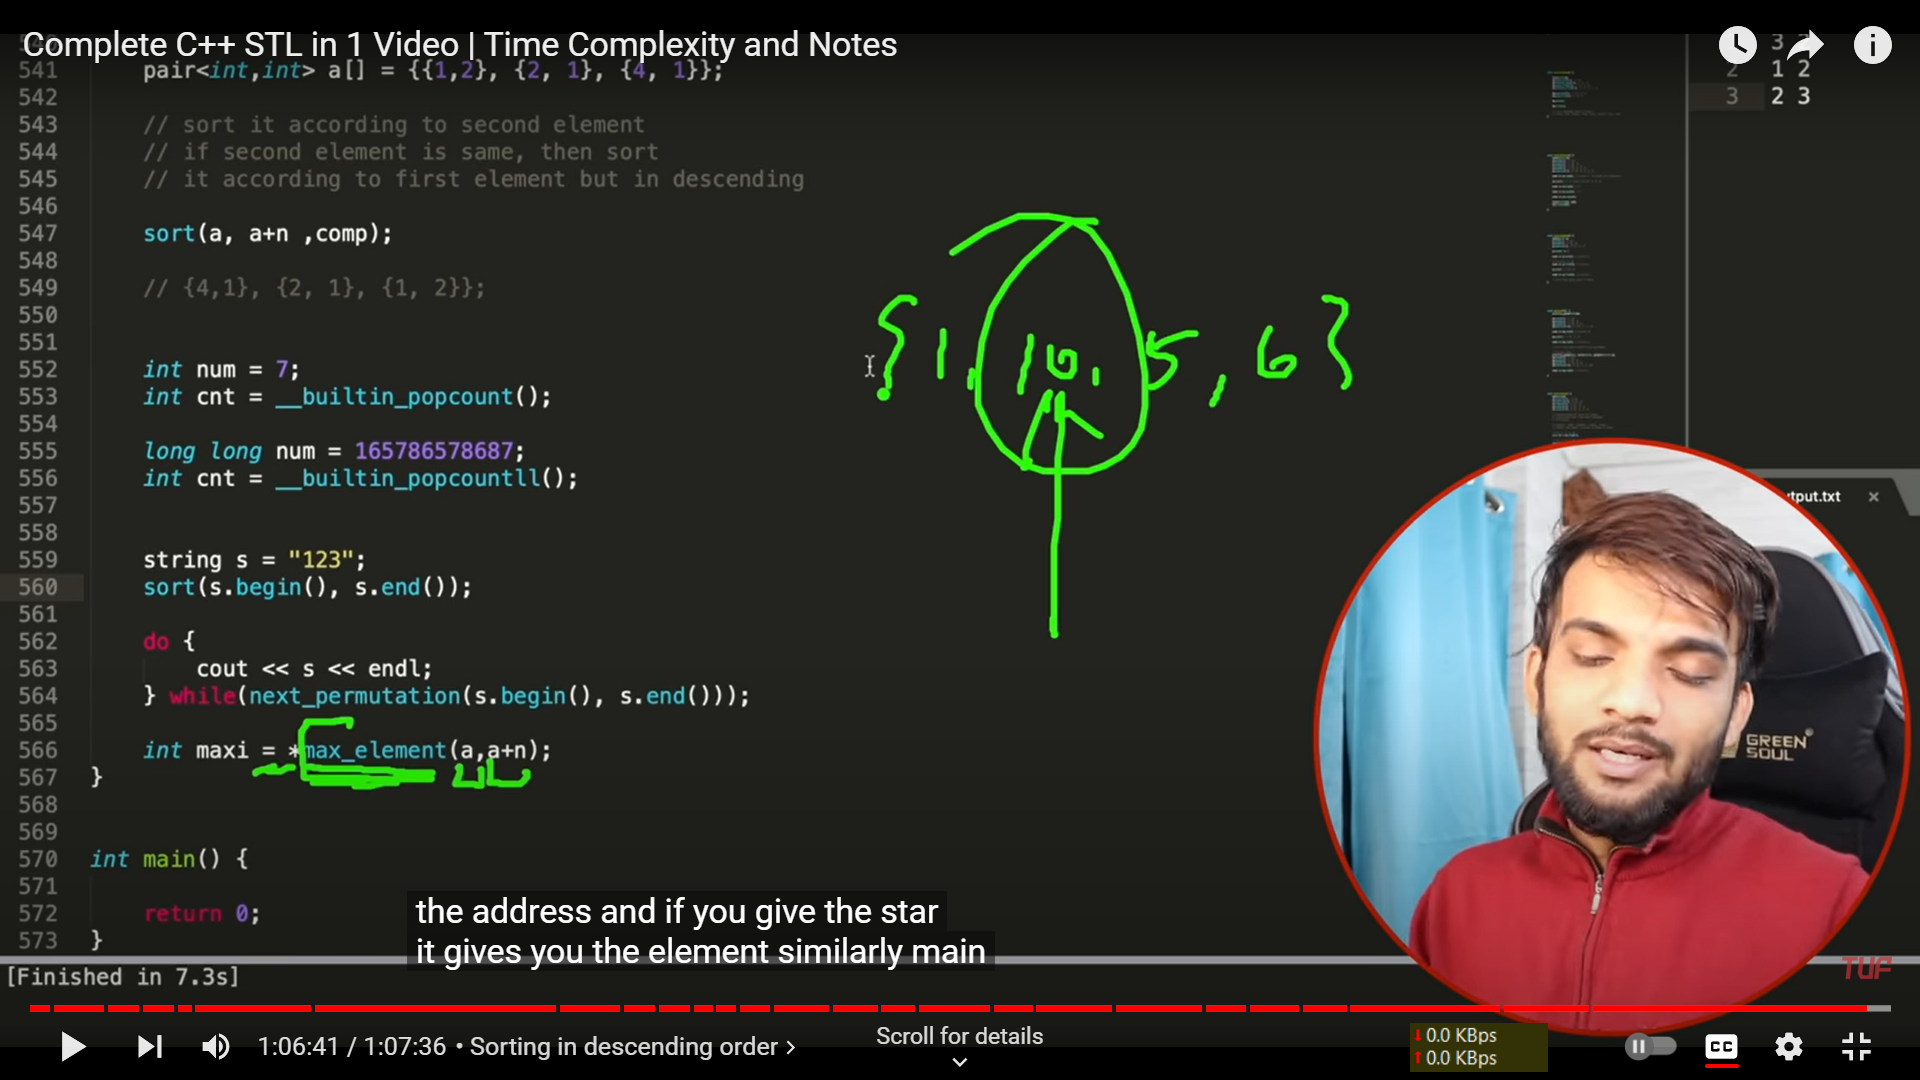 Complete C++ STL in 1 Video | Time Complexity and Notes
541 pair<int,int> a[] = {{1,2}, {2, 1}, {4, 1}};
542
543 // sort it according to second element
544 // if second element is same, then sort
545 // it according to first element but in descending
546
547 sort(a, a+n ,comp);
548
549 // {4,1}, {2, 1}, {1, 2}};
550
551
552 int num = 7;
553 int cnt = __builtin_popcount();
554
555 long long num = 165786578687;
556 int cnt = __builtin_popcountll();
557
558
559 string s = "123";
560 sort(s.begin(), s.end());
561
562 do {
563 cout << s << endl;
564 } while(next_permutation(s.begin(), s.end()));
565
566 int maxi = *max_element(a,a+n);
567 }
568
569
570 int main() {
571
572 return 0;
573 }
3
2 1 2
3 2 3
{1, 10, 5, 6}
tput.txt ×
GREEN
SOUL
the address and if you give the star
it gives you the element similarly main
[Finished in 7.3s]
TUF
1:06:41 / 1:07:36 • Sorting in descending order >
Scroll for details
0.0 KBps
0.0 KBps
CC